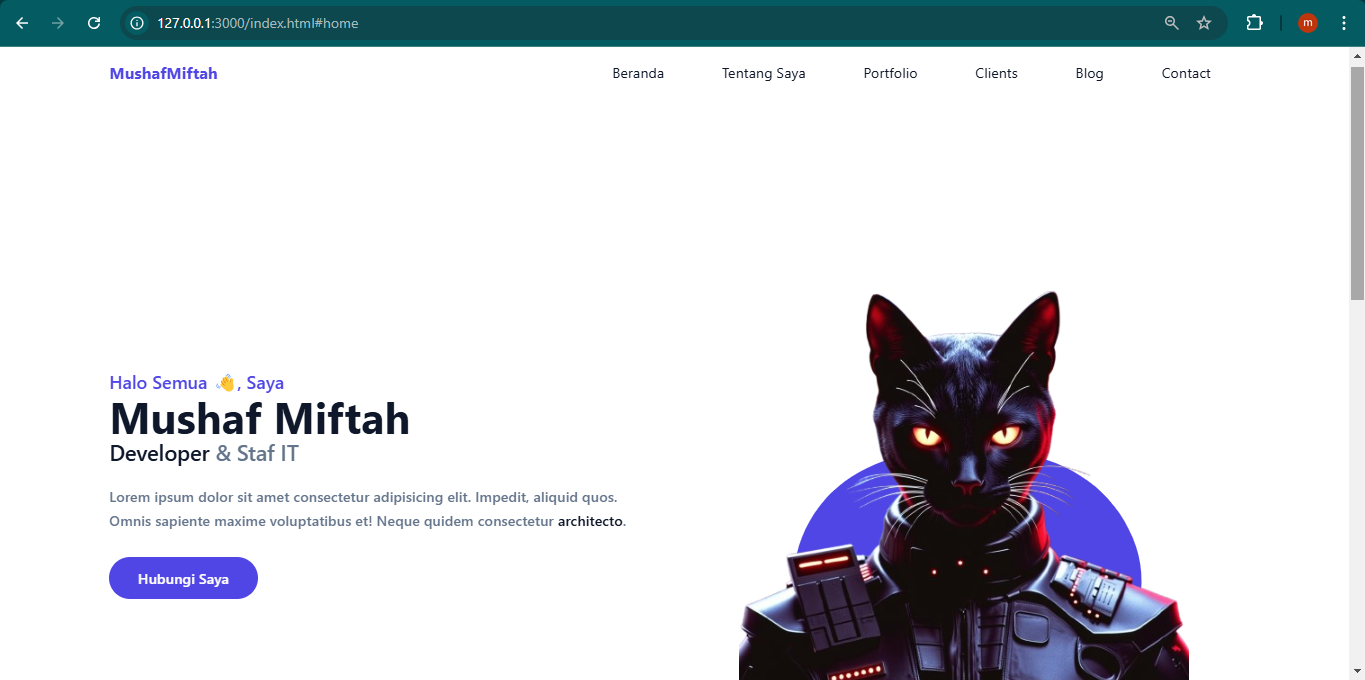 127.0.0.1:3000/index.html#home
m
MushafMiftah
Beranda
Tentang Saya
Portfolio
Clients
Blog
Contact
Halo Semua 👋, Saya
Mushaf Miftah
Developer & Staf IT
Lorem ipsum dolor sit amet consectetur adipisicing elit. Impedit, aliquid quos.
Omnis sapiente maxime voluptatibus et! Neque quidem consectetur architecto.
Hubungi Saya